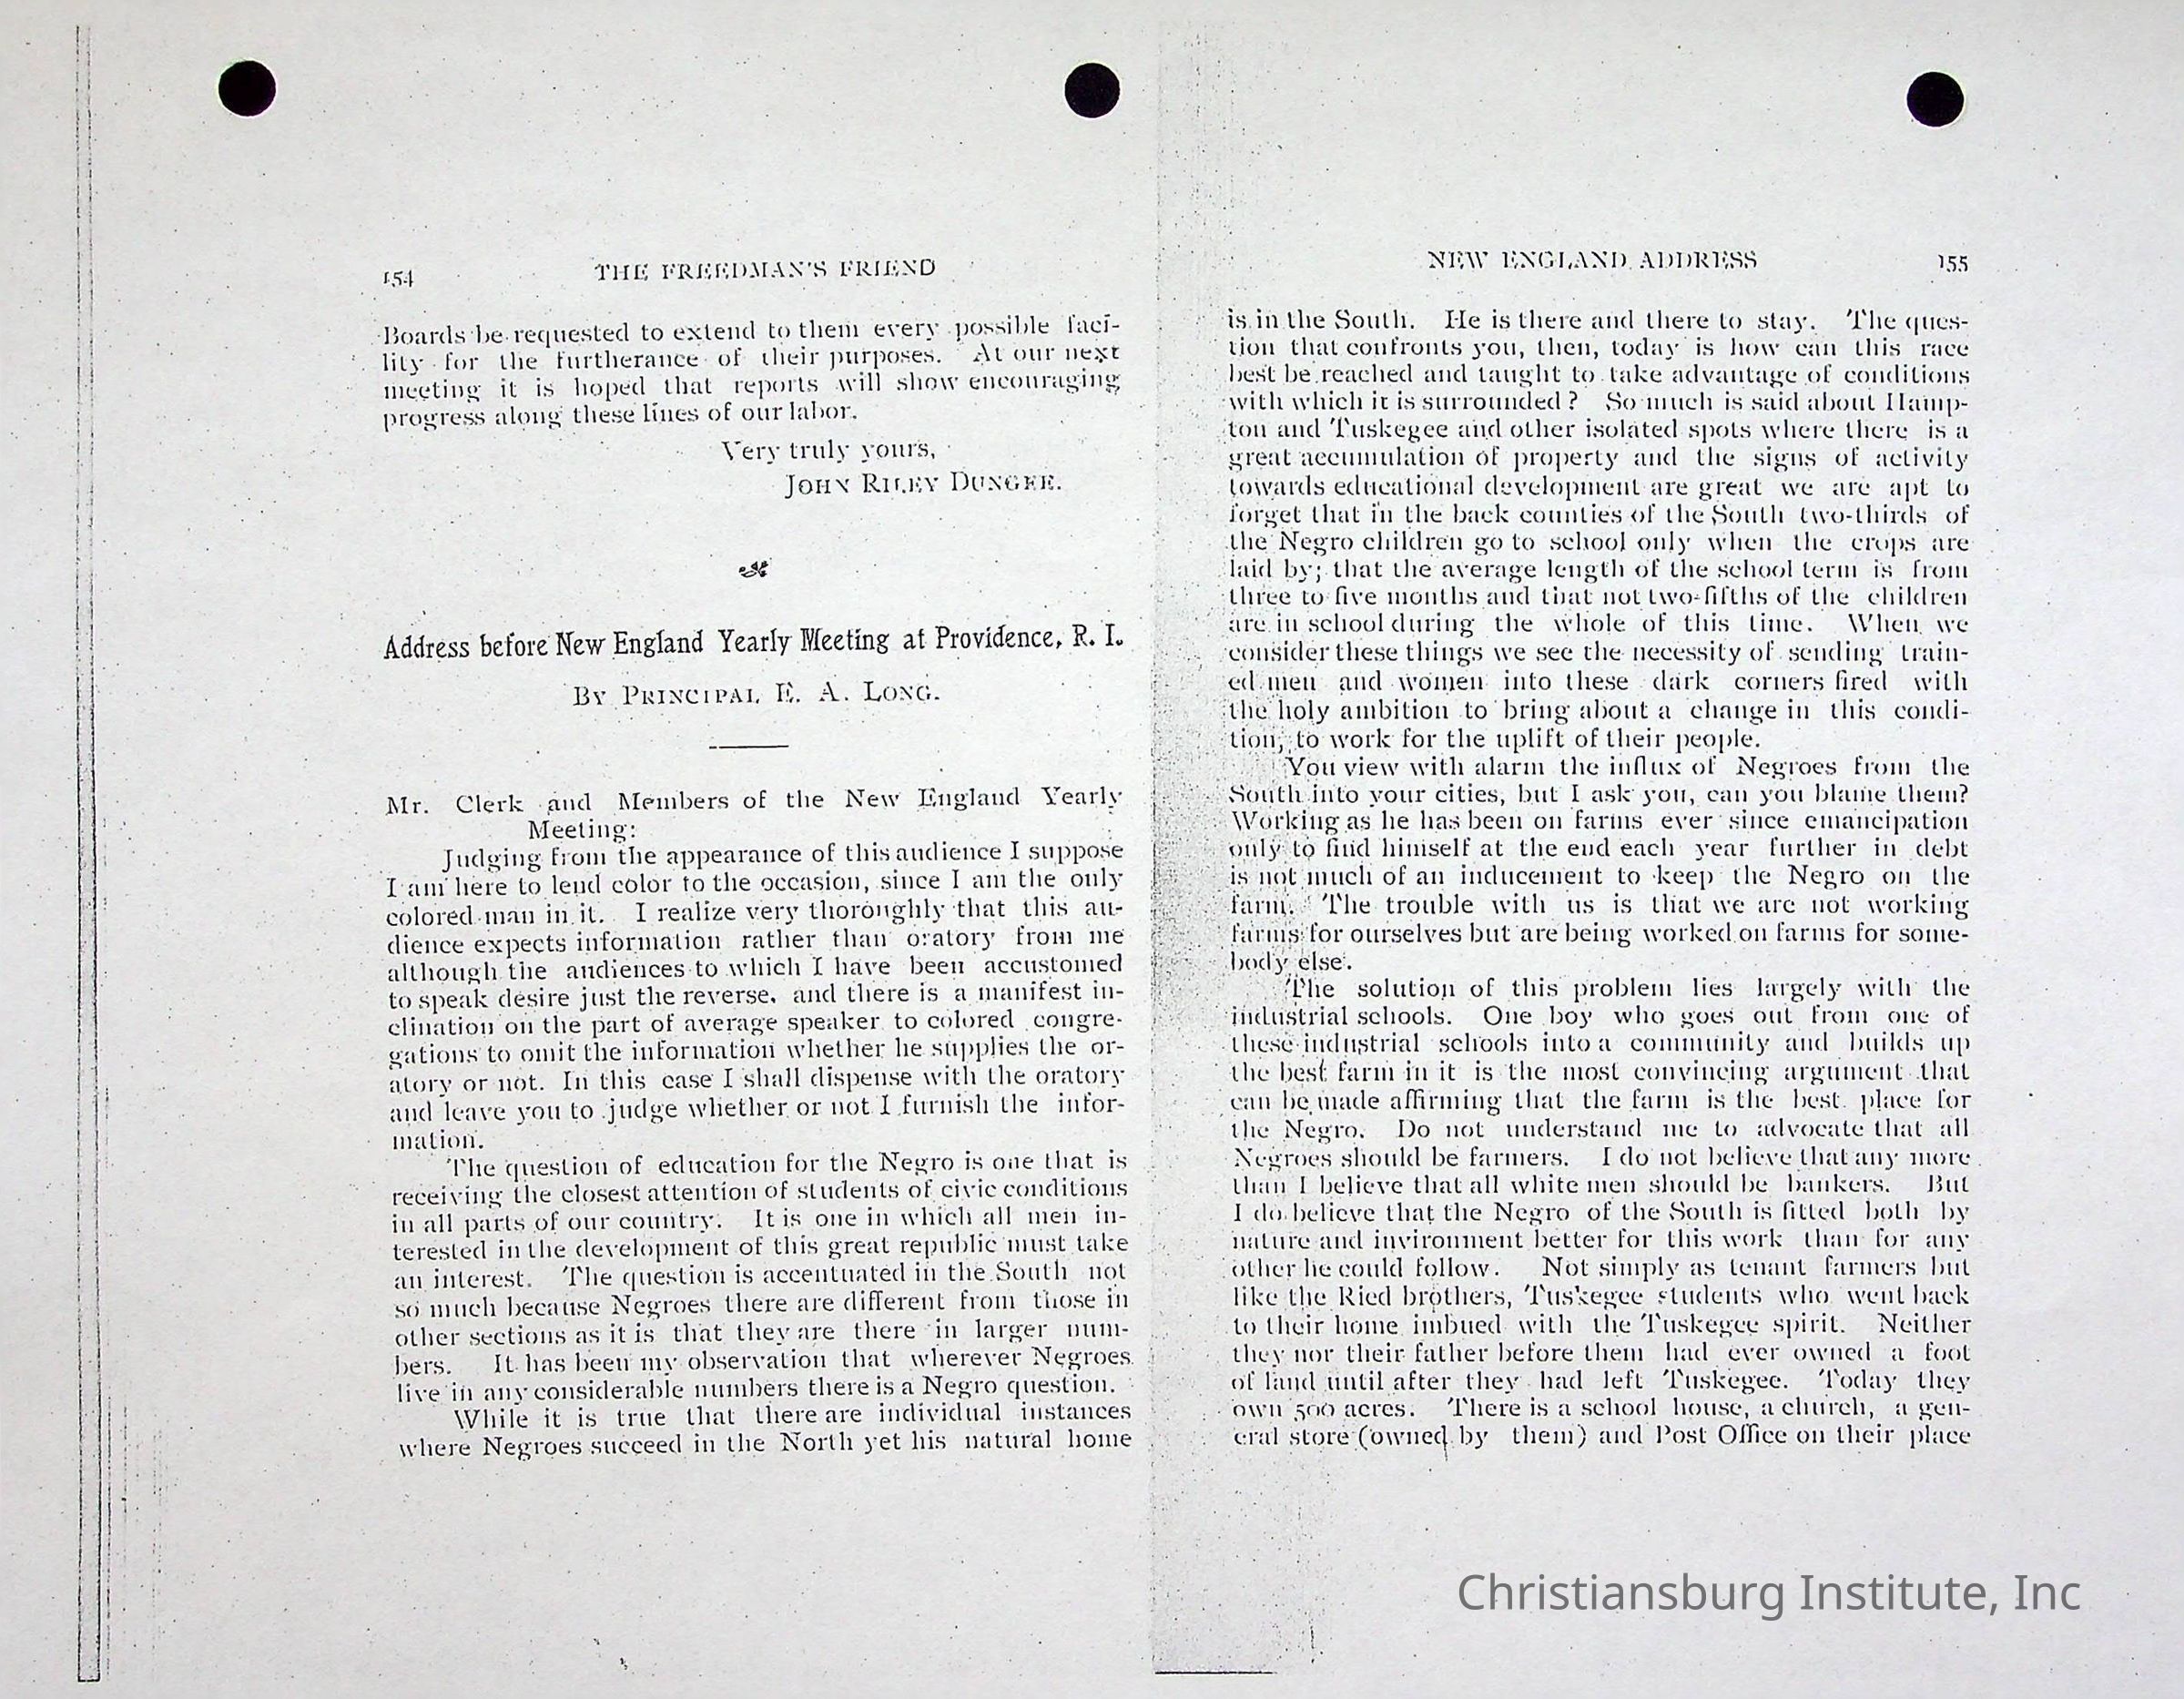 154 THE FREEDMAN'S FRIEND
Boards be requested to extend to them every possible faci-
lity for the furtherance of their purposes. At our next
meeting it is hoped that reports will show encouraging
progress along these lines of our labor.
Very truly yours,
JOHN RILEY DUNGEE.
Address before New England Yearly Meeting at Providence, R. I.
BY PRINCIPAL E. A. LONG.
Mr. Clerk and Members of the New England Yearly
Meeting:
Judging from the appearance of this audience I suppose
I am here to lend color to the occasion, since I am the only
colored man in it. I realize very thoroughly that this au-
dience expects information rather than oratory from me
although the audiences to which I have been accustomed
to speak desire just the reverse, and there is a manifest in-
clination on the part of average speaker to colored congre-
gations to omit the information whether he supplies the or-
atory or not. In this case I shall dispense with the oratory
and leave you to judge whether or not I furnish the infor-
mation.
The question of education for the Negro is one that is
receiving the closest attention of students of civic conditions
in all parts of our country. It is one in which all men in-
terested in the development of this great republic must take
an interest. The question is accentuated in the South not
so much because Negroes there are different from those in
other sections as it is that they are there in larger num-
bers. It has been my observation that wherever Negroes
live in any considerable numbers there is a Negro question.
While it is true that there are individual instances
where Negroes succeed in the North yet his natural home
NEW ENGLAND ADDRESS 155
is in the South. He is there and there to stay. The ques-
tion that confronts you, then, today is how can this race
best be reached and taught to take advantage of conditions
with which it is surrounded? So much is said about Hamp-
ton and Tuskegee and other isolated spots where there is a
great accumulation of property and the signs of activity
towards educational development are great we are apt to
forget that in the back counties of the South two-thirds of
the Negro children go to school only when the crops are
laid by; that the average length of the school term is from
three to five months and that not two-fifths of the children
are in school during the whole of this time. When we
consider these things we see the necessity of sending train-
ed men and women into these dark corners fired with
the holy ambition to bring about a change in this condi-
tion, to work for the uplift of their people.
You view with alarm the influx of Negroes from the
South into your cities, but I ask you, can you blame them?
Working as he has been on farms ever since emancipation
only to find himself at the end each year further in debt
is not much of an inducement to keep the Negro on the
farm. The trouble with us is that we are not working
farms for ourselves but are being worked on farms for some-
body else.
The solution of this problem lies largely with the
industrial schools. One boy who goes out from one of
these industrial schools into a community and builds up
the best farm in it is the most convincing argument that
can be made affirming that the farm is the best place for
the Negro. Do not understand me to advocate that all
Negroes should be farmers. I do not believe that any more
than I believe that all white men should be bankers. But
I do believe that the Negro of the South is fitted both by
nature and invironment better for this work than for any
other he could follow. Not simply as tenant farmers but
like the Ried brothers, Tuskegee students who went back
to their home imbued with the Tuskegee spirit. Neither
they nor their father before them had ever owned a foot
of land until after they had left Tuskegee. Today they
own 500 acres. There is a school house, a church, a gen-
eral store (owned by them) and Post Office on their place
Christiansburg Institute, Inc